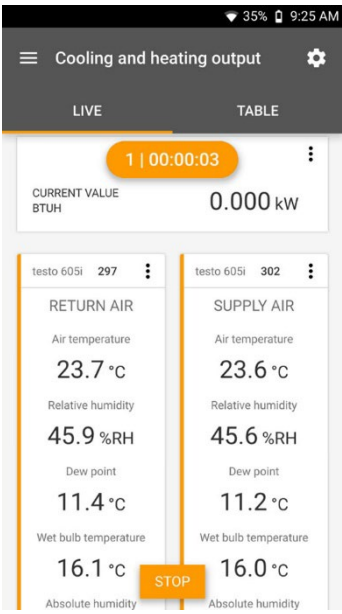 35% 9:25 AM
Cooling and heating output
LIVE TABLE
1 | 00:00:03
CURRENT VALUE
BTUH
0.000 kW
testo 605i 297
RETURN AIR
Air temperature
23.7 °C
Relative humidity
45.9 %RH
Dew point
11.4 °C
Wet bulb temperature
16.1 °C
Absolute humidity
testo 605i 302
SUPPLY AIR
Air temperature
23.6 °C
Relative humidity
45.6 %RH
Dew point
11.2 °C
Wet bulb temperature
16.0 °C
Absolute humidity
STOP